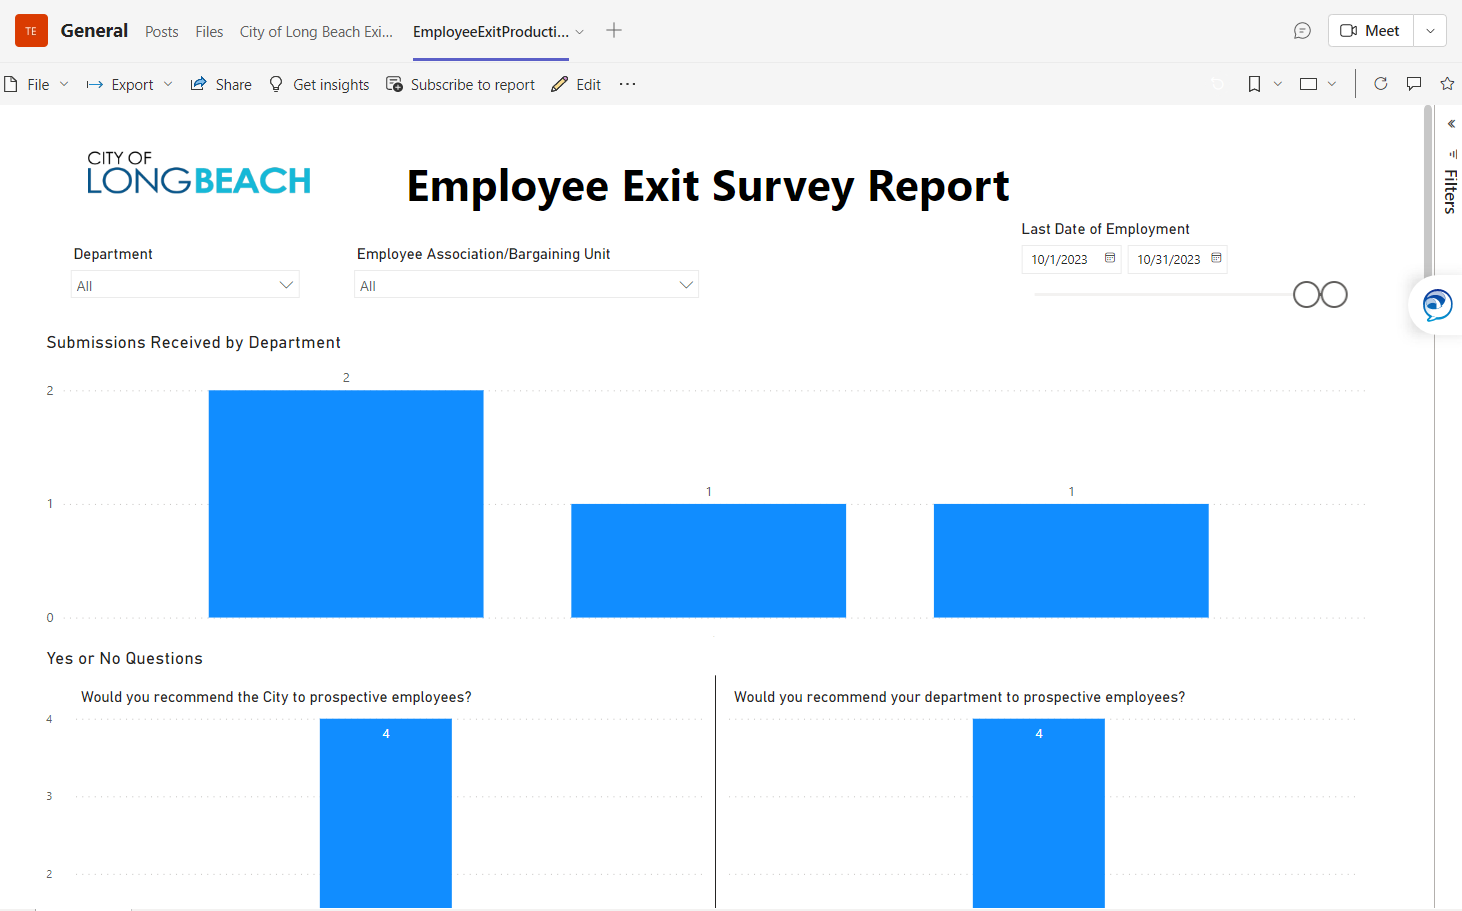 TE General Posts Files City of Long Beach Exi... EmployeeExitProducti... Meet
File Export Share Get insights Subscribe to report Edit
CITY OF
LONGBEACH
Employee Exit Survey Report
Filters
Last Date of Employment
Department Employee Association/Bargaining Unit
10/1/2023 10/31/2023
All All
Submissions Received by Department
2
2
1 1
1
0
Yes or No Questions
Would you recommend the City to prospective employees? Would you recommend your department to prospective employees?
4
4 4
3
2